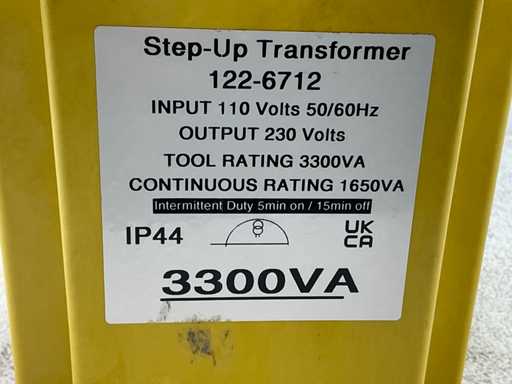 Step-Up Transformer
122-6712
INPUT 110 Volts 50/60Hz
OUTPUT 230 Volts
TOOL RATING 3300VA
CONTINUOUS RATING 1650VA
Intermittent Duty 5min on / 15min off
IP44
UK
CA
3300VA